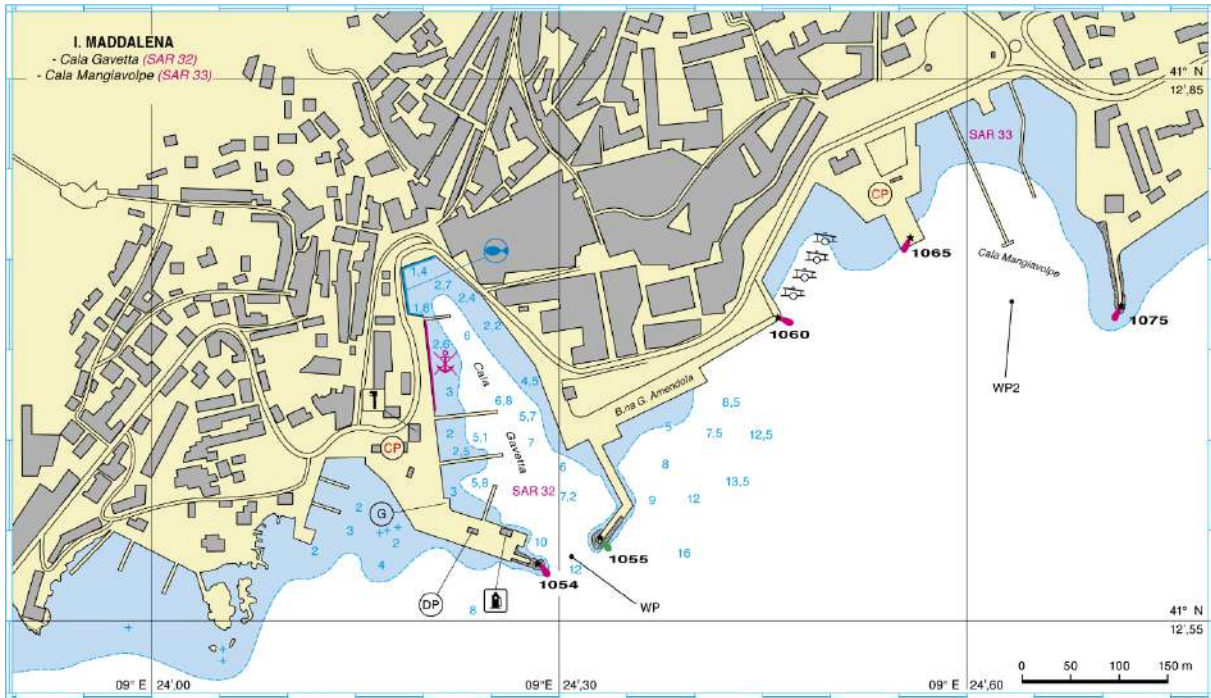 I. MADDALENA
- Cala Gavetta (SAR 32)
- Cala Mangiavolpe (SAR 33)
41° N
12',85
SAR 33
CP
1065
Cala Mangiavolpe
1,4
2,7
2,4
1,8
2,2
6
2,6
Cala
1060
1075
4,5
WP2
B.na G. Amendola
3
6,8
5,7
8,5
5
7,5
12,5
2
5,1
7
Gavetta
CP
2,5
6
8
5,8
13,5
3
SAR 32
7,2
9
12
2
G
3
2
2
10
1055
16
4
12
1054
DP
8
WP
41° N
12',55
0 50 100 150 m
09° E 24',00
09° E 24',30
09° E 24',60